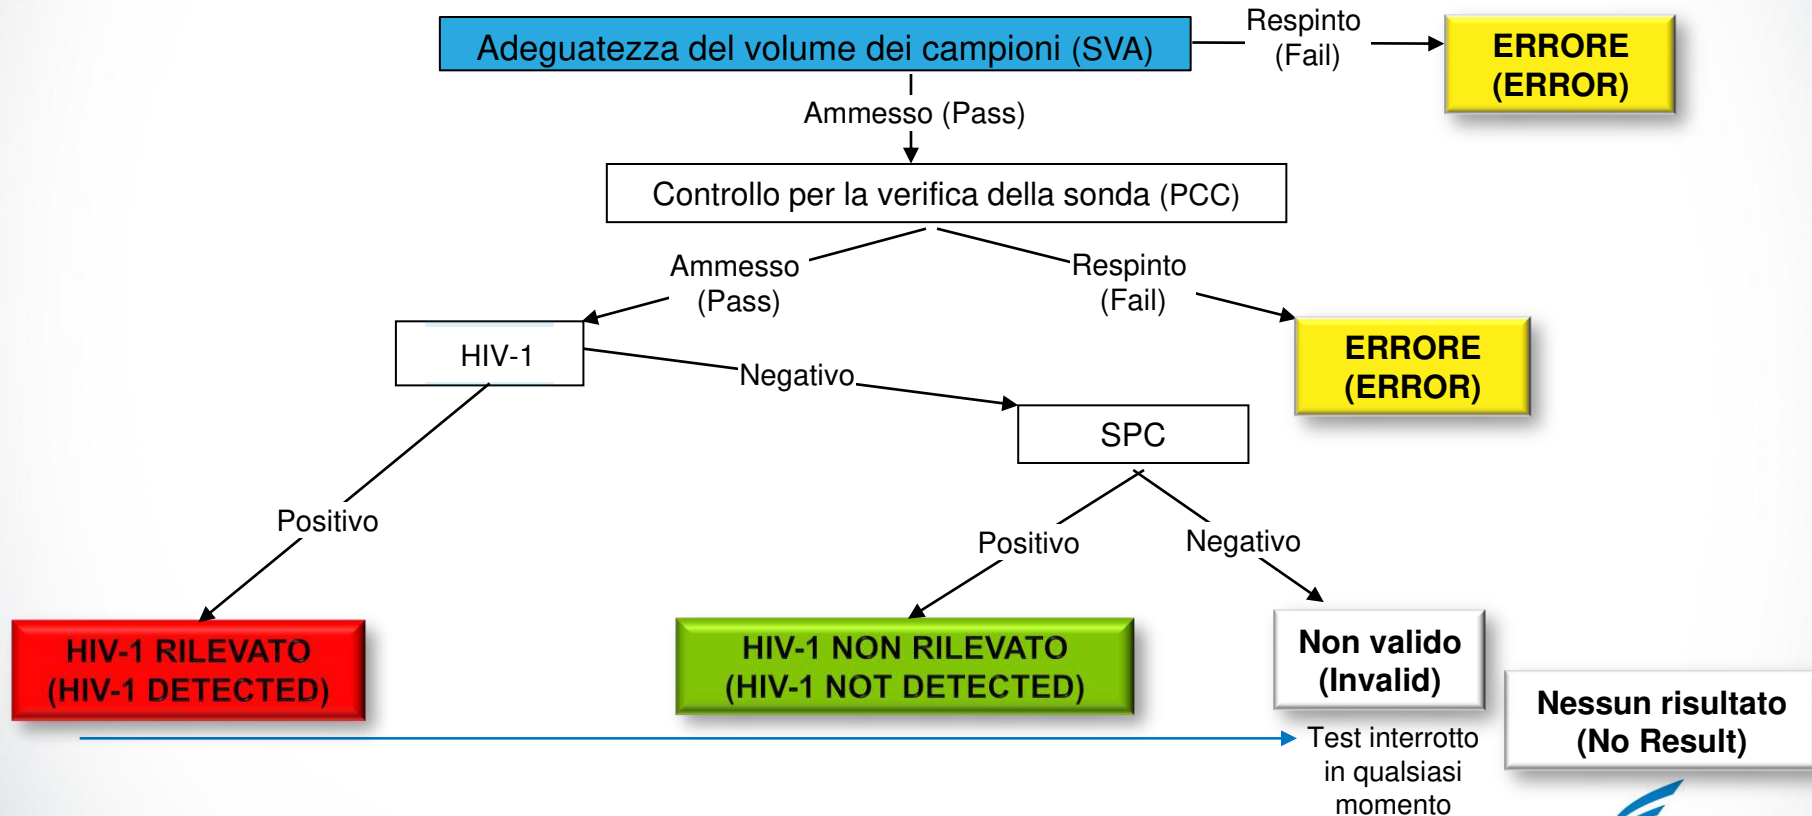 Adeguatezza del volume dei campioni (SVA)
Respinto
(Fail)
ERRORE
(ERROR)
Ammesso (Pass)
Controllo per la verifica della sonda (PCC)
Ammesso
(Pass)
Respinto
(Fail)
HIV-1
Negativo
ERRORE
(ERROR)
SPC
Positivo
Positivo
Negativo
HIV-1 RILEVATO
(HIV-1 DETECTED)
HIV-1 NON RILEVATO
(HIV-1 NOT DETECTED)
Non valido
(Invalid)
Nessun risultato
(No Result)
Test interrotto
in qualsiasi
momento